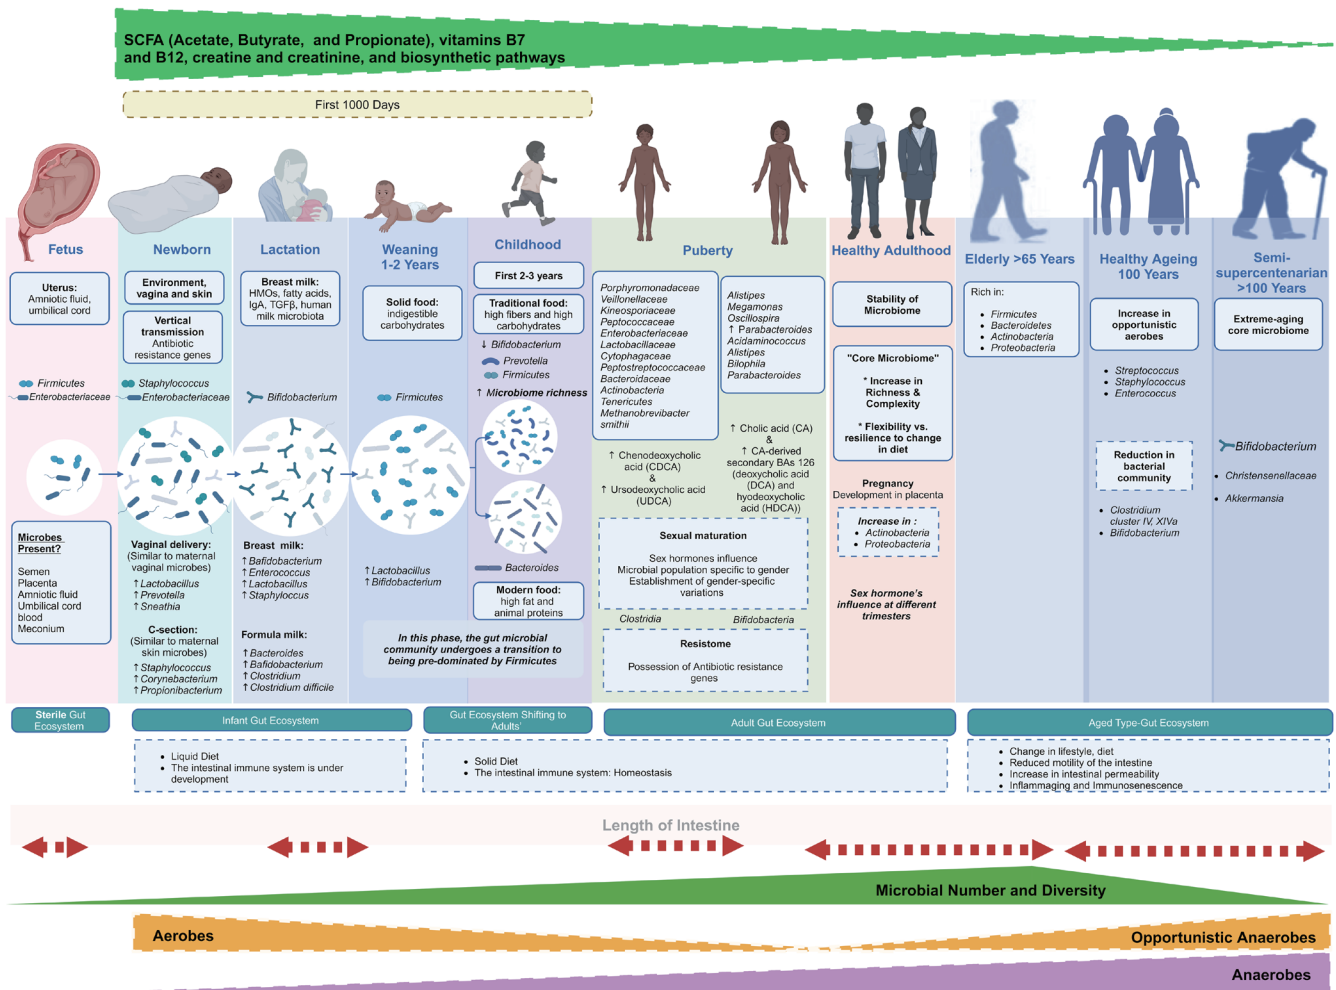 SCFA (Acetate, Butyrate, and Propionate), vitamins B7
and B12, creatine and creatinine, and biosynthetic pathways
First 1000 Days
Fetus
Uterus:
Amniotic fluid,
umbilical cord
Firmicutes
Enterobacteriaceae
Microbes
Present?
Semen
Placenta
Amniotic fluid
Umbilical cord
blood
Meconium
Newborn
Environment,
vagina and skin
Vertical
transmission
Antibiotic
resistance genes
Staphylococcus
Enterobacteriaceae
Vaginal delivery:
(Similar to maternal
vaginal microbes)
↑ Lactobacillus
↑ Prevotella
↑ Sneathia
C-section:
(Similar to maternal
skin microbes)
↑ Staphylococcus
↑ Corynebacterium
↑ Propionibacterium
Lactation
Breast milk:
HMOs, fatty acids,
IgA, TGFβ, human
milk microbiota
Bifidobacterium
Breast milk:
↑ Bafidobacterium
↑ Enterococcus
↑ Lactobacillus
↑ Staphyloccus
Formula milk:
↑ Bacteroides
↑ Bafidobacterium
↑ Clostridium
↑ Clostridium difficile
Weaning
1-2 Years
Solid food:
indigestible
carbohydrates
Firmicutes
↑ Lactobacillus
↑ Bifidobacterium
Childhood
First 2-3 years
Traditional food:
high fibers and high
carbohydrates
↓ Bifidobacterium
Prevotella
Firmicutes
↑ Microbiome richness
Bacteroides
Modern food:
high fat and
animal proteins
In this phase, the gut microbial
community undergoes a transition to
being pre-dominated by Firmicutes
Puberty
Porphyromonadaceae
Veillonellaceae
Kineosporiaceae
Peptococcaceae
Enterobacteriaceae
Lactobacillaceae
Cytophagaceae
Peptostreptococcaceae
Bacteroidaceae
Actinobacteria
Tenericutes
Methanobrevibacter
smithii
↑ Chenodeoxycholic
acid (CDCA)
&
↑ Ursodeoxycholic acid
(UDCA)
Alistipes
Megamonas
Oscillospira
↑ Parabacteroides
Acidaminococcus
Alistipes
Bilophila
Parabacteroides
↑ Cholic acid (CA)
&
↑ CA-derived
secondary BAs 126
(deoxycholic acid
(DCA) and
hyodeoxycholic
acid (HDCA))
Sexual maturation
Sex hormones influence
Microbial population specific to gender
Establishment of gender-specific
variations
Clostridia
Bifidobacteria
Resistome
Possession of Antibiotic resistance
genes
Healthy Adulthood
Stability of
Microbiome
"Core Microbiome"
* Increase in
Richness &
Complexity
* Flexibility vs.
resilience to change
in diet
Pregnancy
Development in placenta
Increase in :
• Actinobacteria
• Proteobacteria
Sex hormone's
influence at different
trimesters
Elderly >65 Years
Rich in:
• Firmicutes
• Bacteroidetes
• Actinobacteria
• Proteobacteria
Healthy Ageing
100 Years
Increase in
opportunistic
aerobes
• Streptococcus
• Staphylococcus
• Enterococcus
Reduction in
bacterial
community
• Clostridium
cluster IV, XIVa
• Bifidobacterium
Semi-
supercentenarian
>100 Years
Extreme-aging
core microbiome
Bifidobacterium
• Christensenellaceae
• Akkermansia
Sterile Gut
Ecosystem
Infant Gut Ecosystem
Gut Ecosystem Shifting to
Adults'
Adult Gut Ecosystem
Aged Type-Gut Ecosystem
• Liquid Diet
• The intestinal immune system is under
development
• Solid Diet
• The intestinal immune system: Homeostasis
• Change in lifestyle, diet
• Reduced motility of the intestine
• Increase in intestinal permeability
• Inflammaging and Immunosenescence
Length of Intestine
Microbial Number and Diversity
Aerobes
Opportunistic Anaerobes
Anaerobes